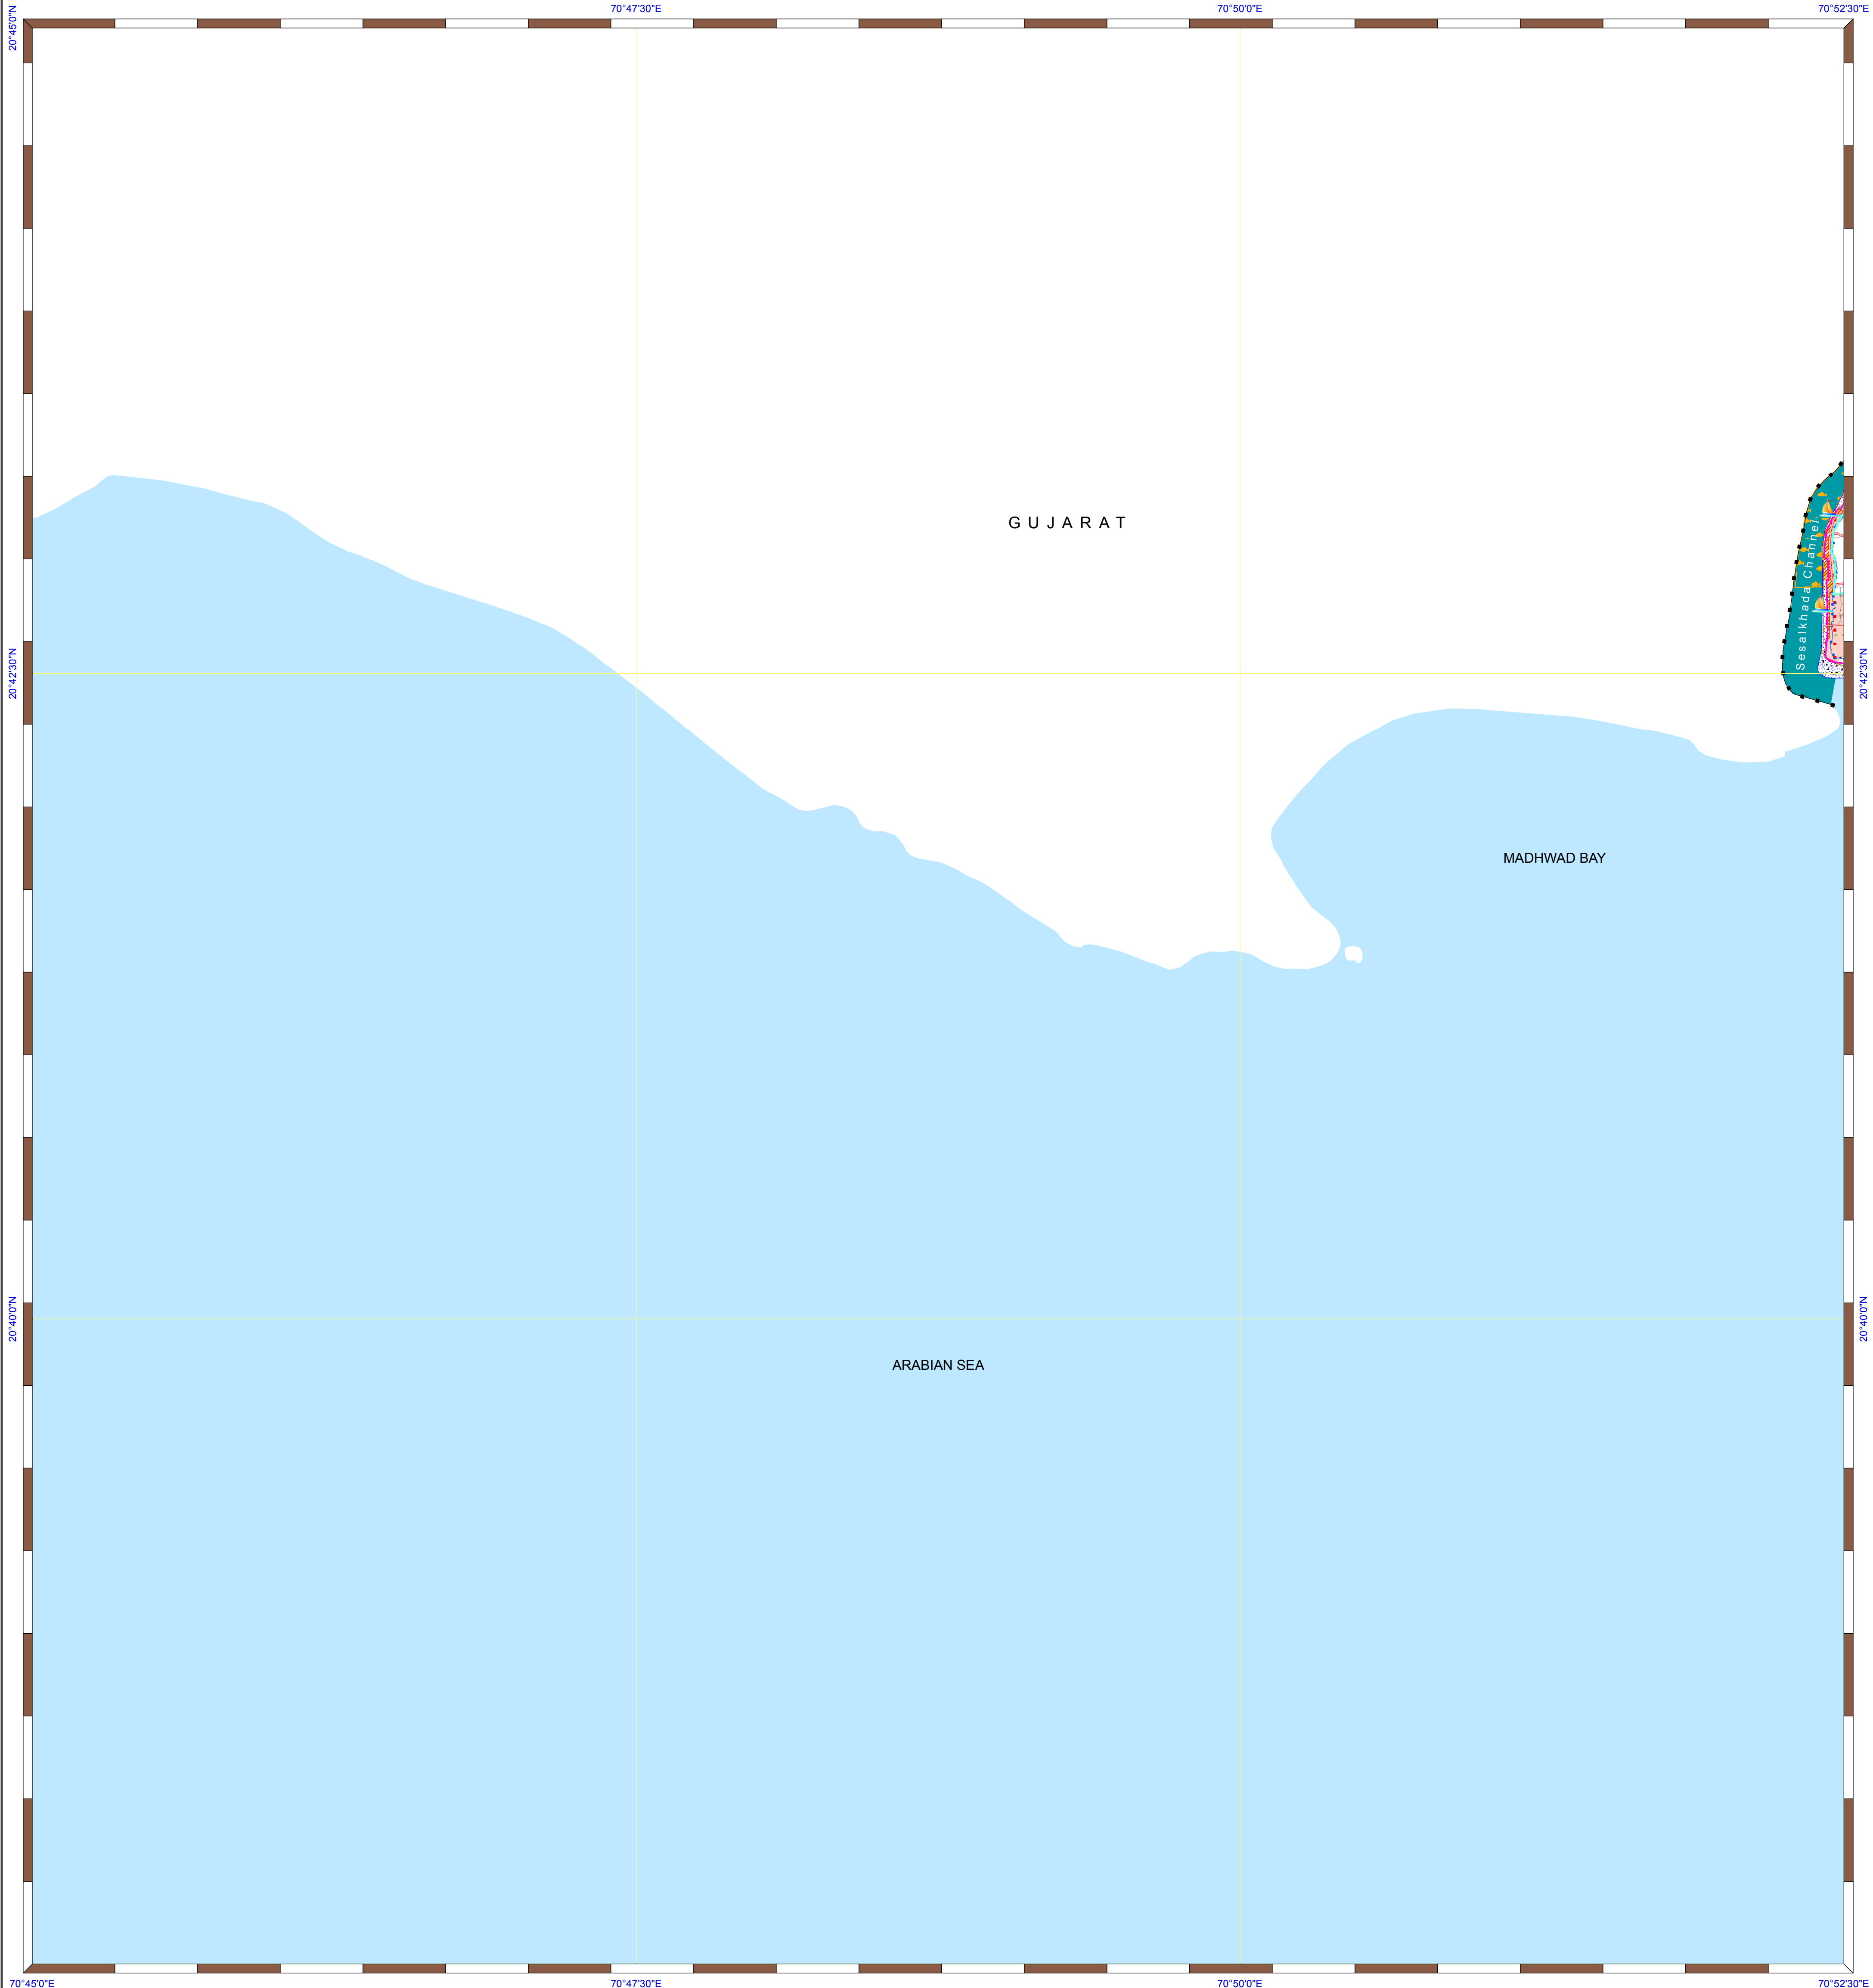 70°47'30"E
70°50'0"E
70°52'30"E
20°45'0"N
GUJARAT
Sesalkhada Channel
20°42'30"N
20°42'30"N
MADHWAD BAY
20°40'0"N
20°40'0"N
ARABIAN SEA
70°45'0"E
70°47'30"E
70°50'0"E
70°52'30"E